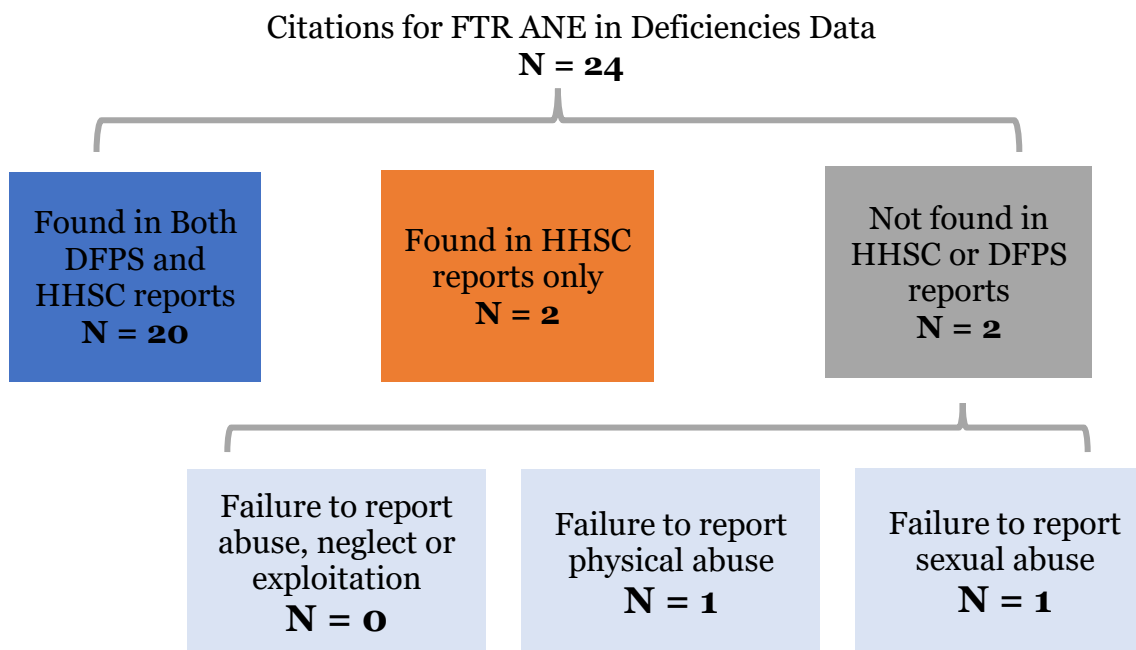 Citations for FTR ANE in Deficiencies Data
N = 24
Found in Both
DFPS and
HHSC reports
N = 20
Found in HHSC
reports only
N = 2
Not found in
HHSC or DFPS
reports
N = 2
Failure to report
abuse, neglect or
exploitation
N = 0
Failure to report
physical abuse
N = 1
Failure to report
sexual abuse
N = 1